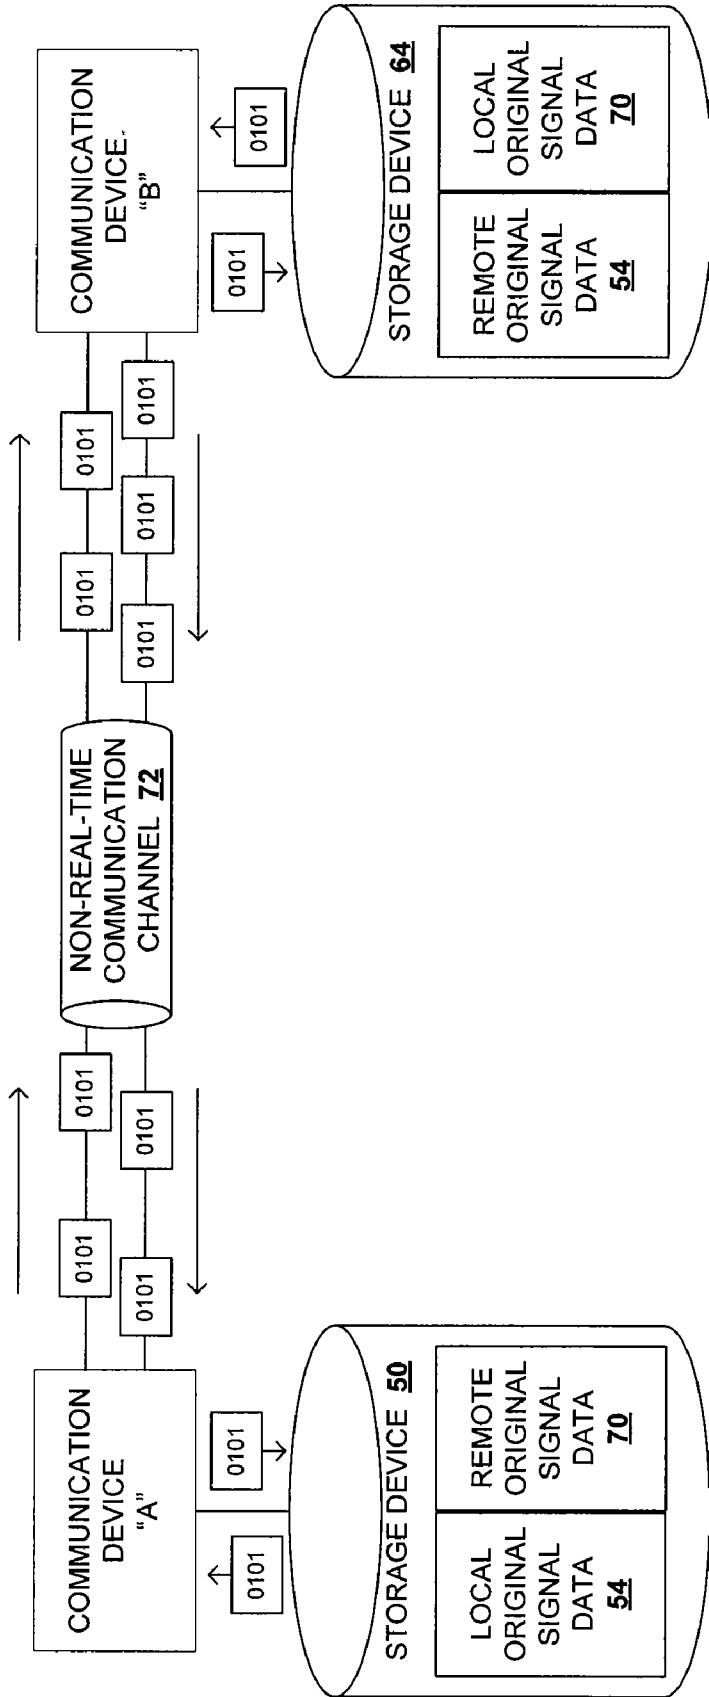 COMMUNICATION
DEVICE
"A"
0101
0101
0101
0101
NON-REAL-TIME
COMMUNICATION
CHANNEL 72
0101
0101
0101
0101
0101
COMMUNICATION
DEVICE
"B"
0101
0101
STORAGE DEVICE 50
LOCAL
ORIGINAL
SIGNAL
DATA
54
REMOTE
ORIGINAL
SIGNAL
DATA
70
0101
0101
STORAGE DEVICE 64
REMOTE
ORIGINAL
SIGNAL
DATA
54
LOCAL
ORIGINAL
SIGNAL
DATA
70